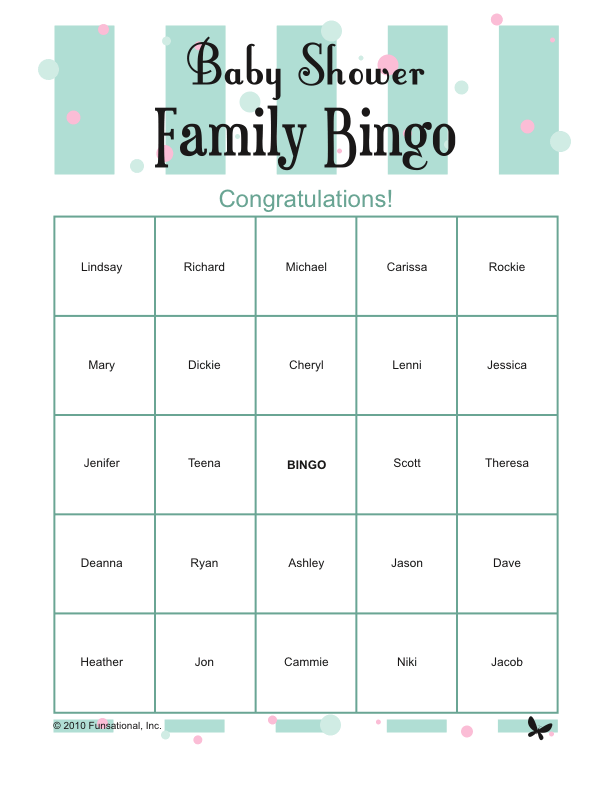 Baby Shower
Family Bingo
Congratulations!
Lindsay Richard Michael Carissa Rockie
Mary Dickie Cheryl Lenni Jessica
Jenifer Teena BINGO Scott Theresa
Deanna Ryan Ashley Jason Dave
Heather Jon Cammie Niki Jacob
© 2010 Funsational, Inc.